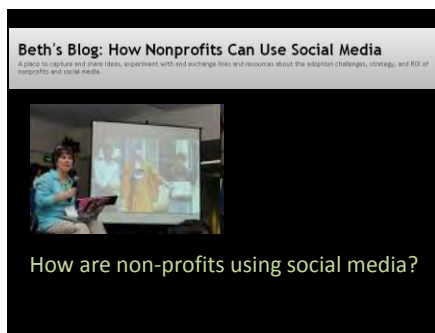 Beth's Blog: How Nonprofits Can Use Social Media
A place to capture and share ideas, experiment with and exchange links and resources about the adoption challenges, strategy, and ROI of
nonprofits and social media.
How are non-profits using social media?